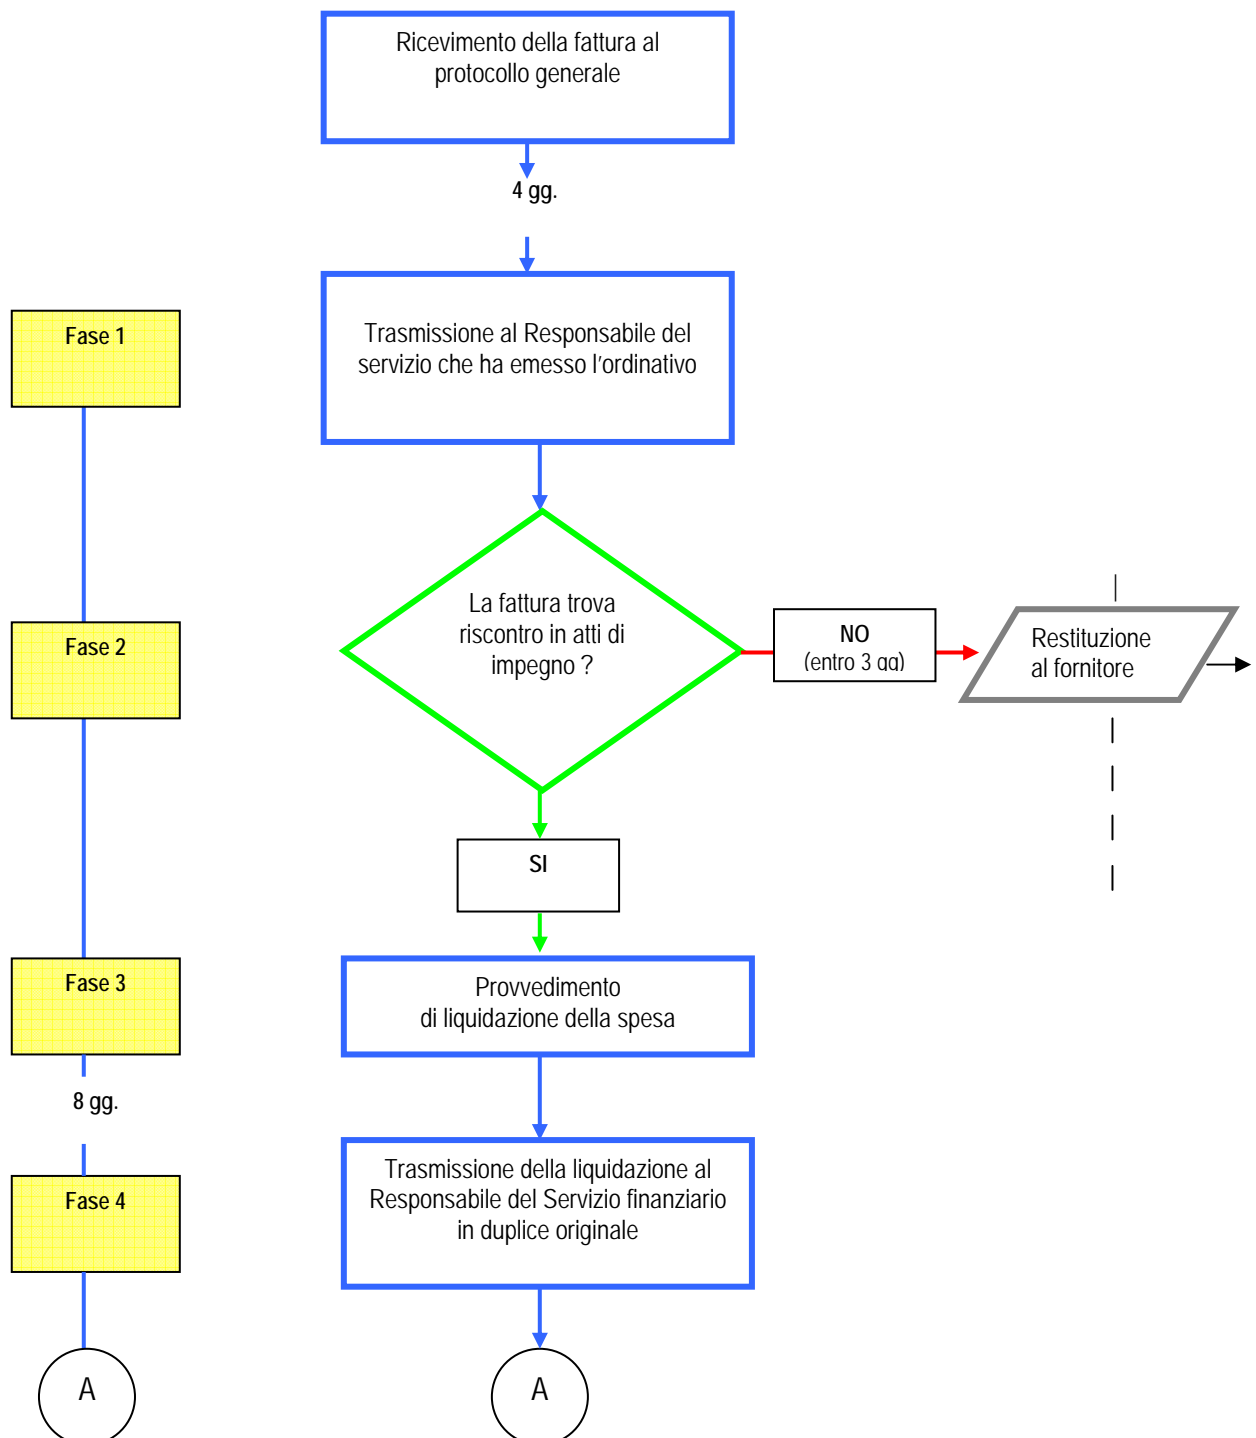 Ricevimento della fattura al
protocollo generale
4 gg.
Fase 1
Trasmissione al Responsabile del
servizio che ha emesso l'ordinativo
Fase 2
La fattura trova
riscontro in atti di
impegno ?
NO
(entro 3 gg)
Restituzione
al fornitore
SI
Fase 3
Provvedimento
di liquidazione della spesa
8 gg.
Fase 4
Trasmissione della liquidazione al
Responsabile del Servizio finanziario
in duplice originale
A
A